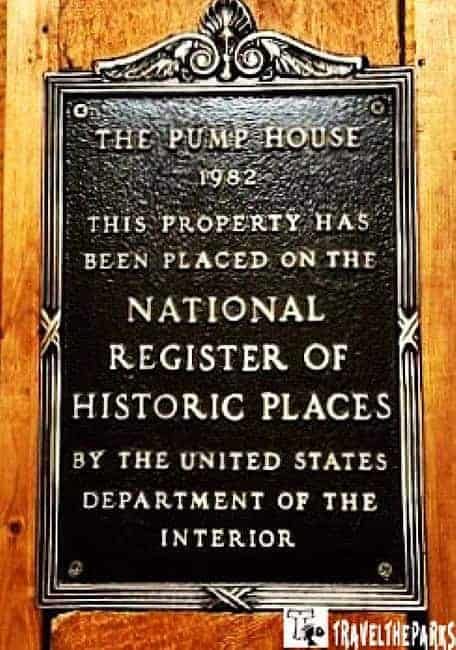 THE PUMP HOUSE
1982
THIS PROPERTY HAS
BEEN PLACED ON THE
NATIONAL
REGISTER OF
HISTORIC PLACES
BY THE UNITED STATES
DEPARTMENT OF THE
INTERIOR
TRAVELTHEPARKS